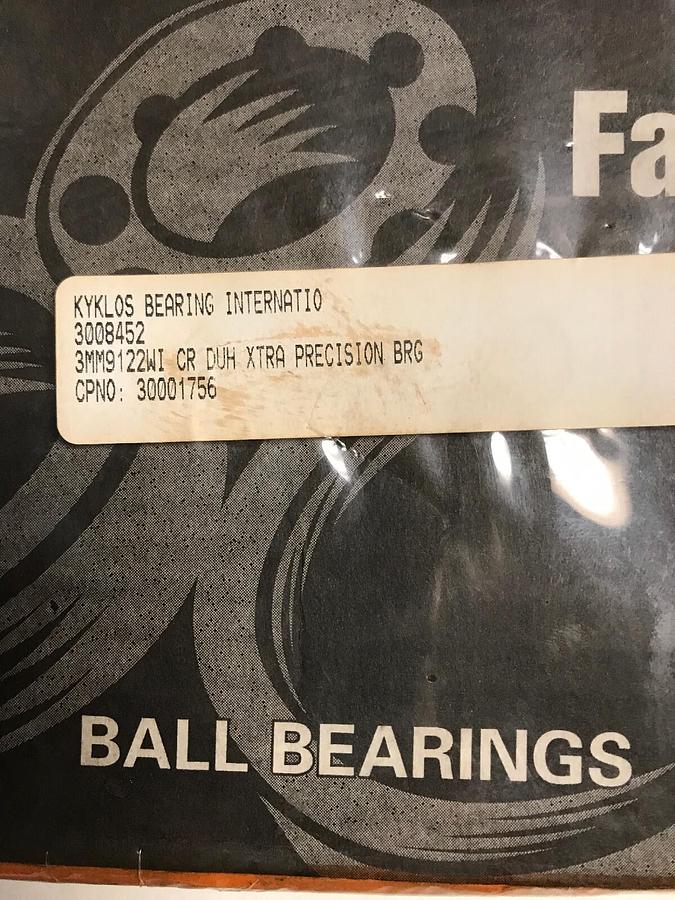 Fa
KYKLOS BEARING INTERNATIO
3008452
3MM9122WI CR DUH XTRA PRECISION BRG
CPNO: 30001756
BALL BEARINGS